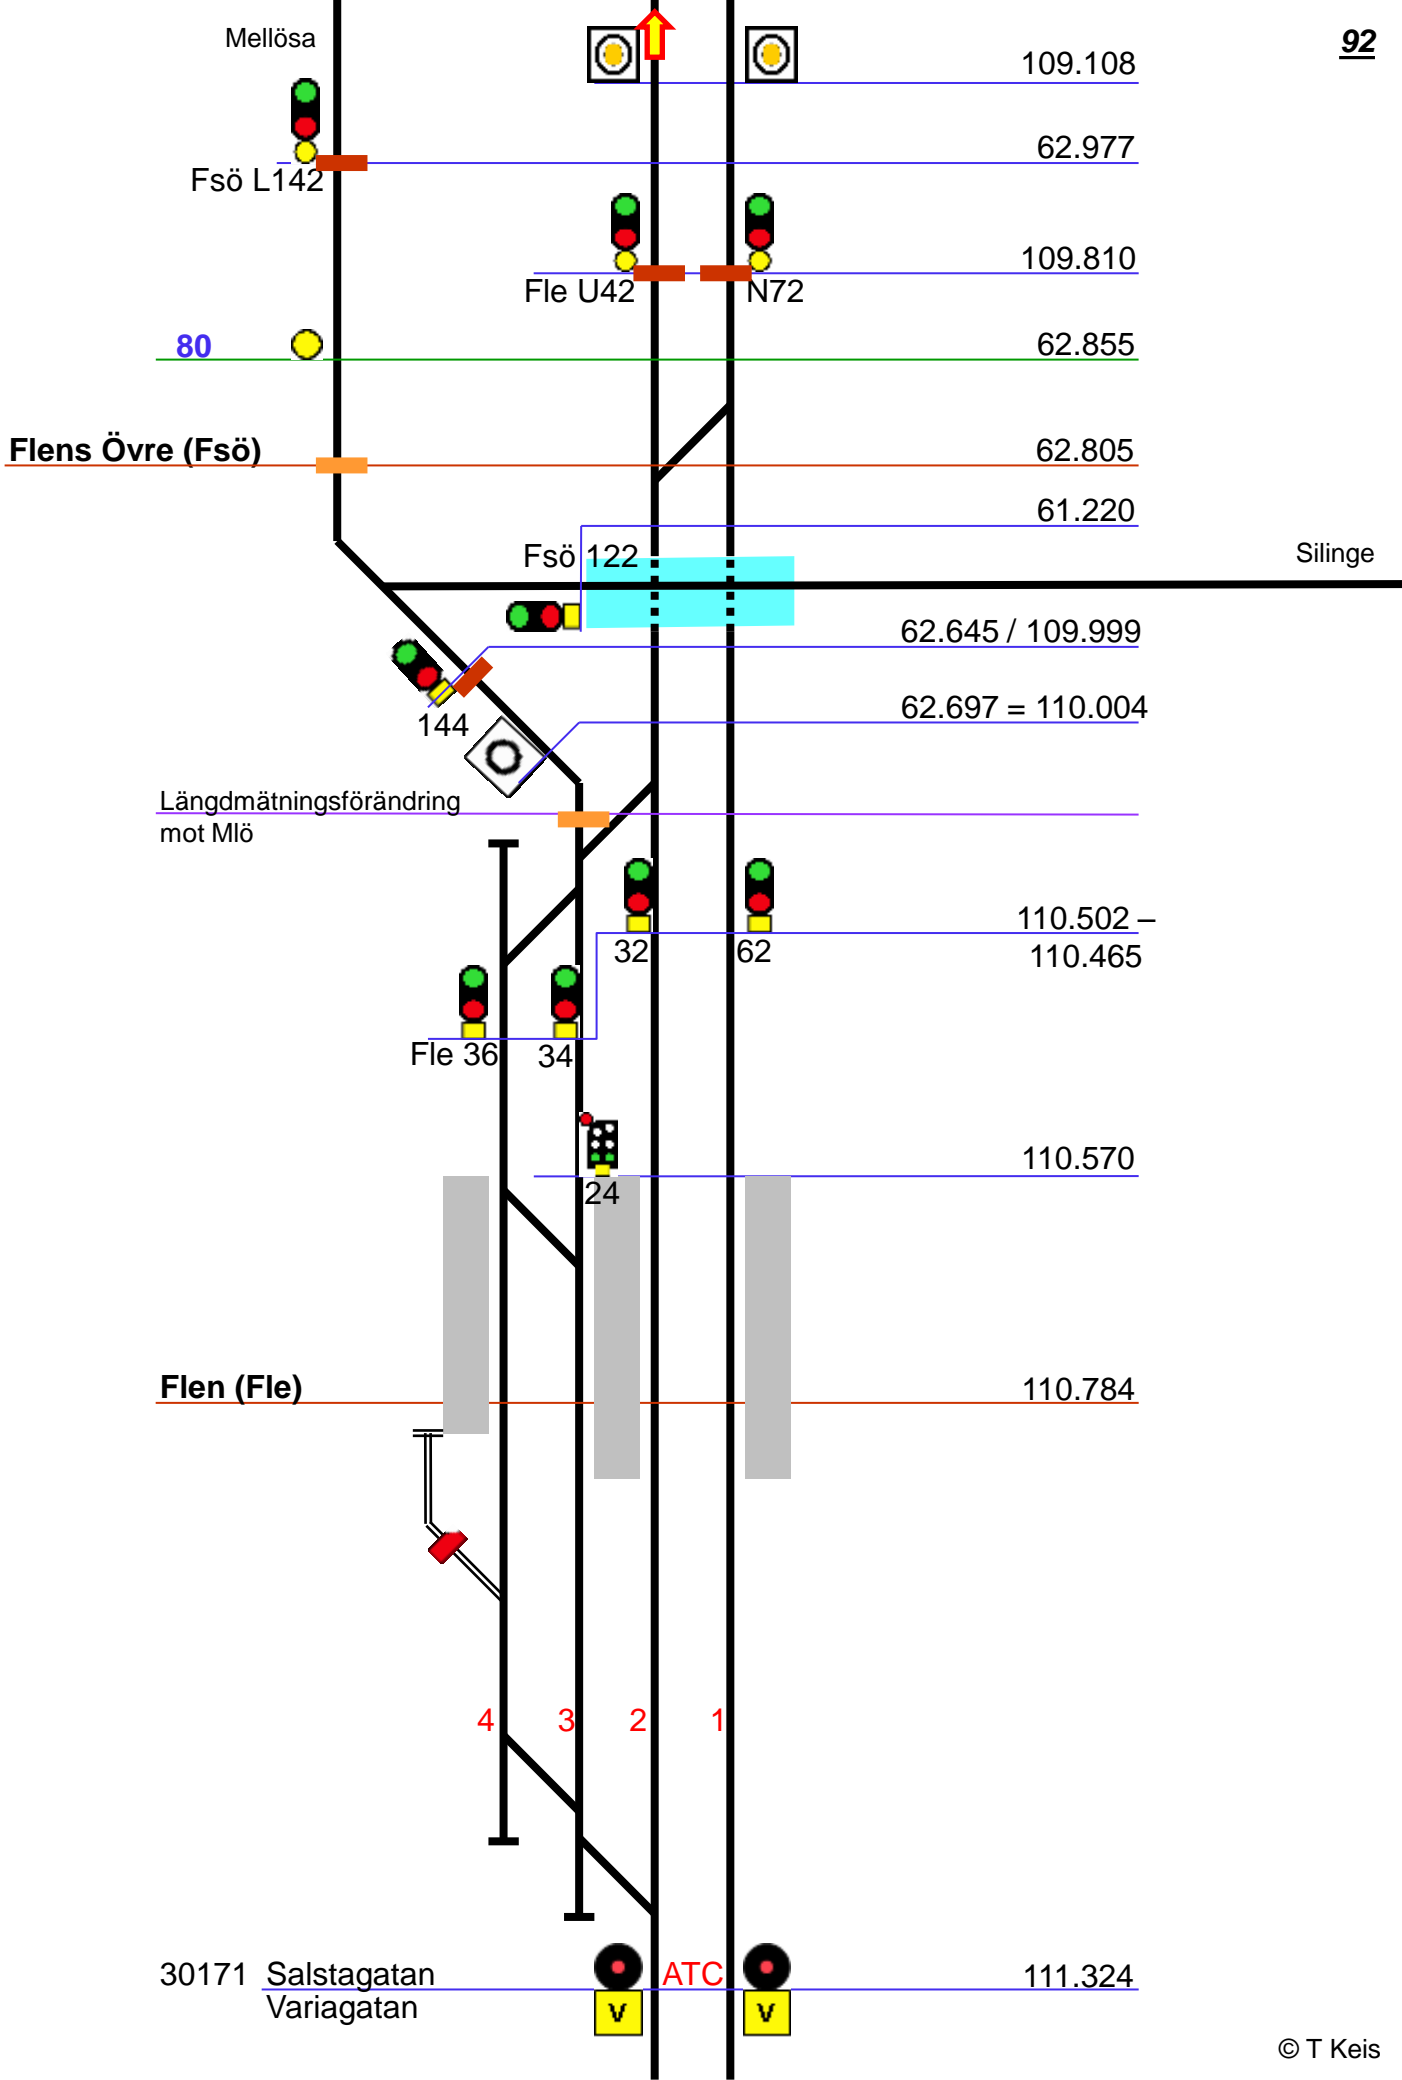 Mellösa
92
109.108
62.977
Fsö L142
109.810
Fle U42
N72
80
62.855
Flens Övre (Fsö)
62.805
61.220
Fsö 122
Silinge
62.645 / 109.999
144
62.697 = 110.004
Längdmätningsförändring
mot Mlö
32
62
110.502 –
110.465
Fle 36
34
110.570
24
Flen (Fle)
110.784
4
3
2
1
30171 Salstagatan
Variagatan
ATC
111.324
V
V
© T Keis